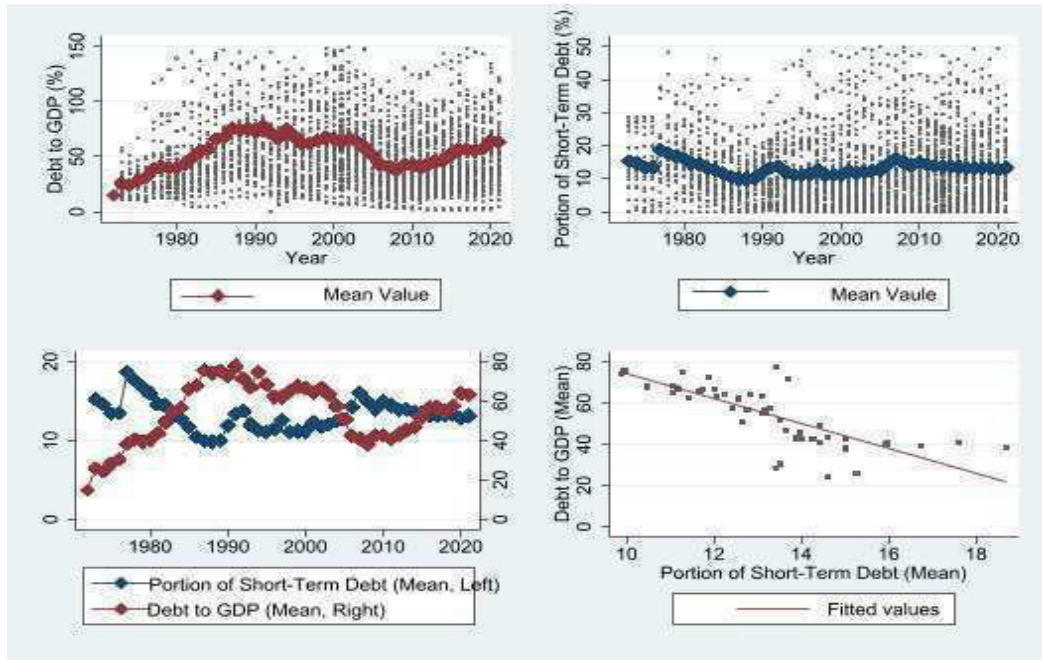 Debt to GDP (%)
150
100
50
0
1980 1990 2000 2010 2020
Year
Mean Value
Portion of Short-Term Debt (%)
50
40
30
20
10
0
1980 1990 2000 2010 2020
Year
Mean Vaule
20
10
0
80
60
40
20
0
1980 1990 2000 2010 2020
Portion of Short-Term Debt (Mean, Left)
Debt to GDP (Mean, Right)
Debt to GDP (Mean)
80
60
40
20
0
10 12 14 16 18
Portion of Short-Term Debt (Mean)
Fitted values